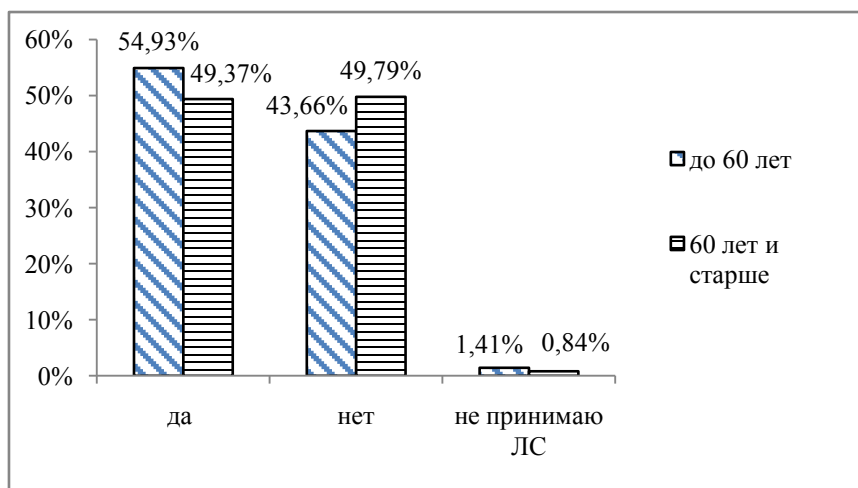 60%
50%
40%
30%
20%
10%
0%
54,93%
49,37%
43,66%
49,79%
1,41%
0,84%
да
нет
не принимаю
ЛС
до 60 лет
60 лет и
старше